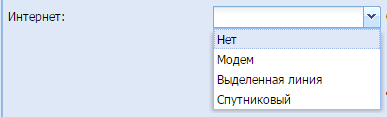 Интернет:
Нет
Модем
Выделенная линия
Спутниковый